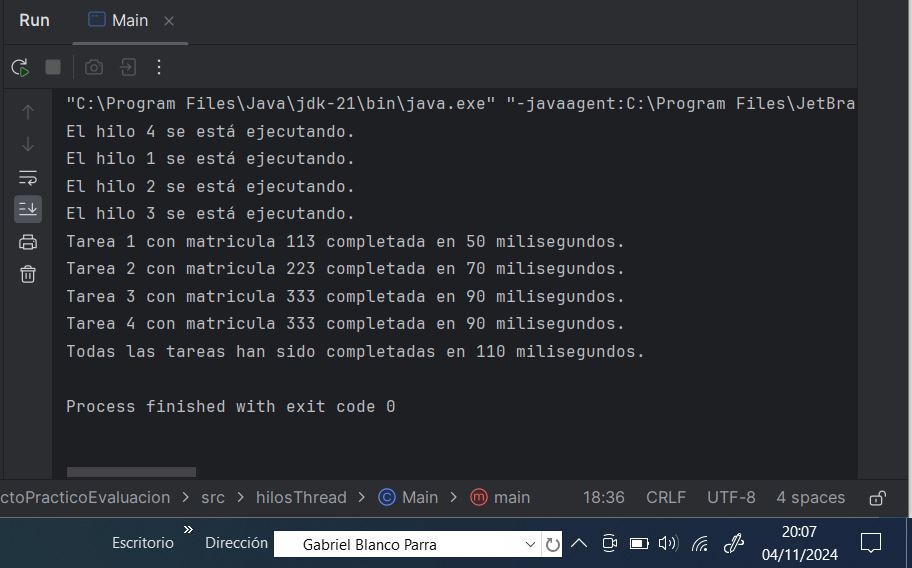 Run Main
"C:\Program Files\Java\jdk-21\bin\java.exe" "-javaagent:C:\Program Files\JetBra
El hilo 4 se está ejecutando.
El hilo 1 se está ejecutando.
El hilo 2 se está ejecutando.
El hilo 3 se está ejecutando.
Tarea 1 con matricula 113 completada en 50 milisegundos.
Tarea 2 con matricula 223 completada en 70 milisegundos.
Tarea 3 con matricula 333 completada en 90 milisegundos.
Tarea 4 con matricula 333 completada en 90 milisegundos.
Todas las tareas han sido completadas en 110 milisegundos.
Process finished with exit code 0
ctoPracticoEvaluacion > src > hilosThread > Main > main 18:36 CRLF UTF-8 4 spaces
Escritorio » Dirección Gabriel Blanco Parra 20:07
04/11/2024